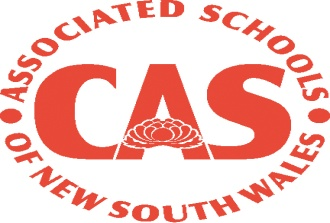 ASSOCIATED SCHOOLS
CAS
OF NEW SOUTH WALES